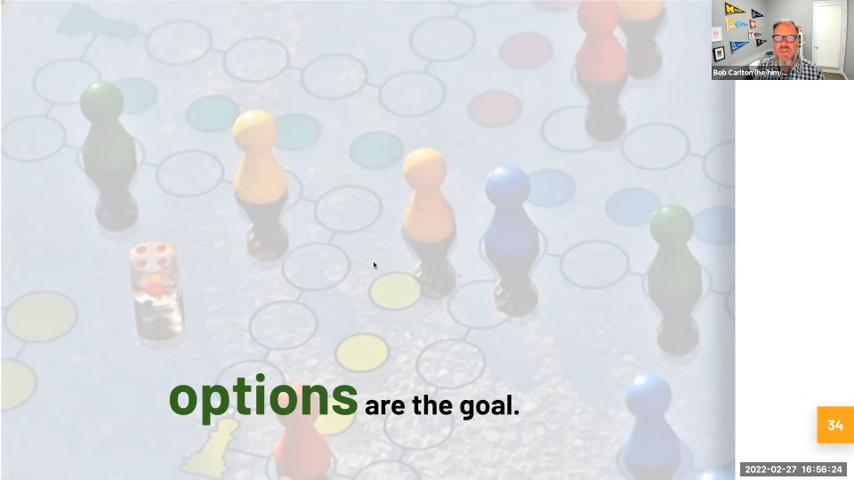 Bob Carlton (he/him/...
options are the goal.
34
2022-02-27 16:56:24